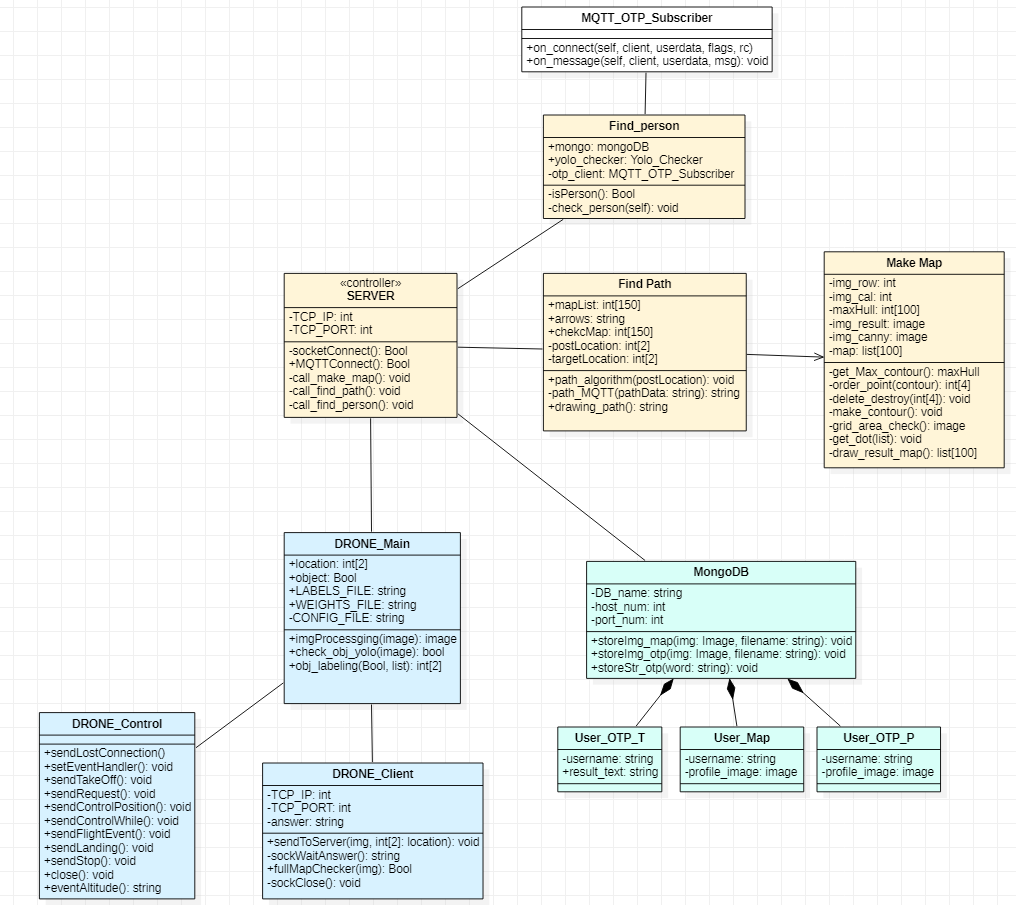 MQTT_OTP_Subscriber
+on_connect(self, client, userdata, flags, rc)
+on_message(self, client, userdata, msg): void
Find_person
+mongo: mongoDB
+yolo_checker: Yolo_Checker
-otp_client: MQTT_OTP_Subscriber
-isPerson(): Bool
-check_person(self): void
«controller»
SERVER
-TCP_IP: int
-TCP_PORT: int
-socketConnect(): Bool
+MQTTConnect(): Bool
-call_make_map(): void
-call_find_path(): void
-call_find_person(): void
Find Path
+mapList: int[150]
+arrows: string
+chekcMap: int[150]
-postLocation: int[2]
-targetLocation: int[2]
+path_algorithm(postLocation): void
-path_MQTT(pathData: string): string
+drawing_path(): string
Make Map
-img_row: int
-img_cal: int
-maxHull: int[100]
-img_result: image
-img_canny: image
-map: list[100]
-get_Max_contour(): maxHull
-order_point(contour): int[4]
-delete_destroy(int[4]): void
-make_contour(): void
-grid_area_check(): image
-get_dot(list): void
-draw_result_map(): list[100]
DRONE_Main
+location: int[2]
+object: Bool
+LABELS_FILE: string
+WEIGHTS_FILE: string
-CONFIG_FILE: string
+imgProcessging(image): image
+check_obj_yolo(image): bool
+obj_labeling(Bool, list): int[2]
MongoDB
-DB_name: string
-host_num: int
-port_num: int
+storeImg_map(img: Image, filename: string): void
+storeImg_otp(img: Image, filename: string): void
+storeStr_otp(word: string): void
DRONE_Control
+sendLostConnection()
+setEventHandler(): void
+sendTakeOff(): void
+sendRequest(): void
+sendControlPosition(): void
+sendControlWhile(): void
+sendFlightEvent(): void
+sendLanding(): void
+sendStop(): void
+close(): void
+eventAltitude(): string
DRONE_Client
-TCP_IP: int
-TCP_PORT: int
-answer: string
+sendToServer(img, int[2]: location): void
-sockWaitAnswer(): string
+fullMapChecker(img): Bool
-sockClose(): void
User_OTP_T
-username: string
+result_text: string
User_Map
-username: string
-profile_image: image
User_OTP_P
-username: string
-profile_image: image